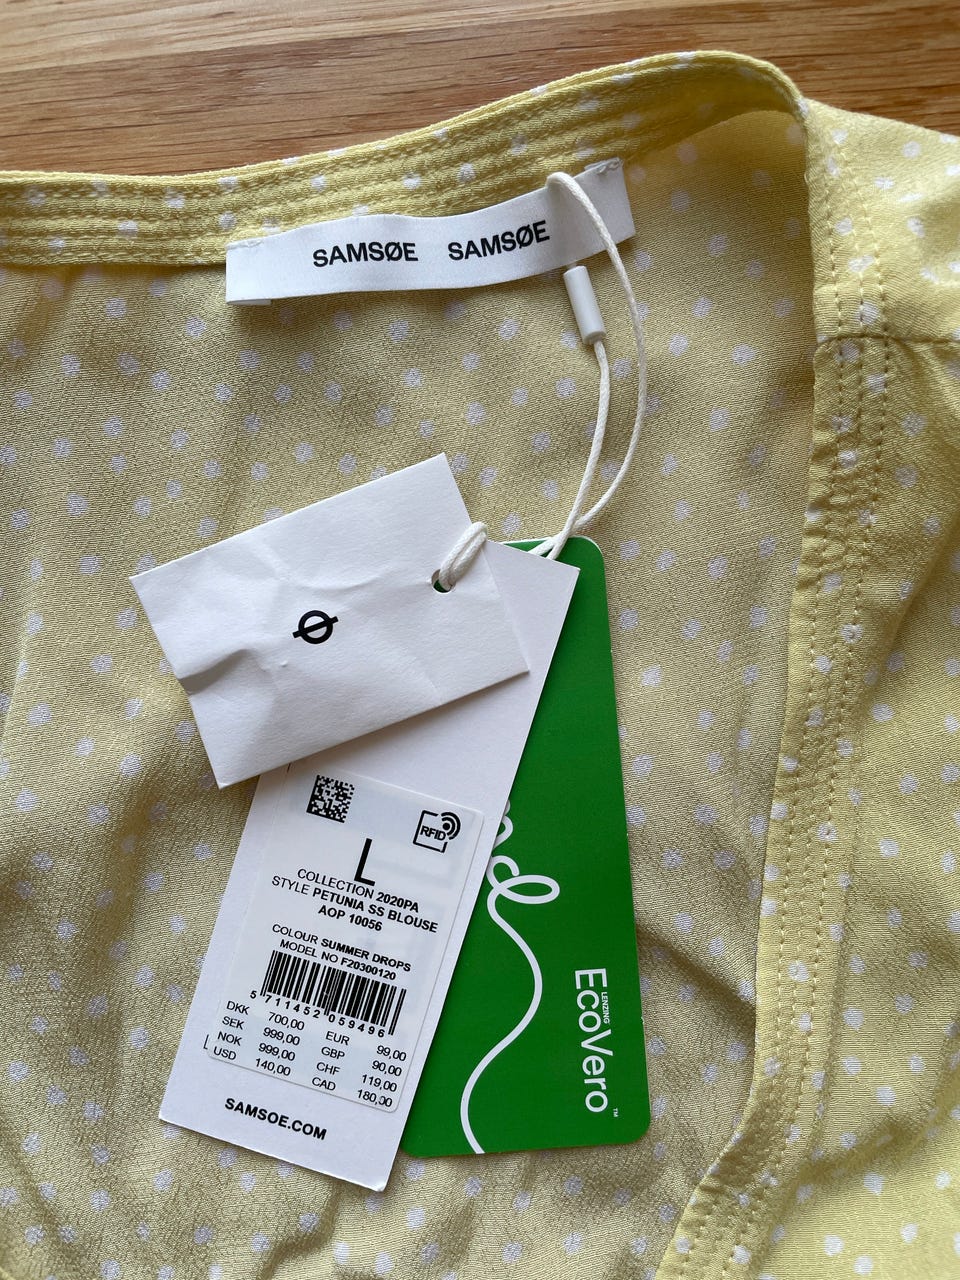 SAMSØE SAMSØE
Ø
RFID
L
COLLECTION 2020PA
STYLE PETUNIA SS BLOUSE
AOP 10056
COLOUR SUMMER DROPS
MODEL NO F20300120
5 711452 059496
DKK 700,00 EUR 99,00
SEK 999,00 GBP 90,00
NOK 999,00 CHF 119,00
USD 140,00 CAD 180,00
SAMSOE.COM
LENZING
EcoVero™